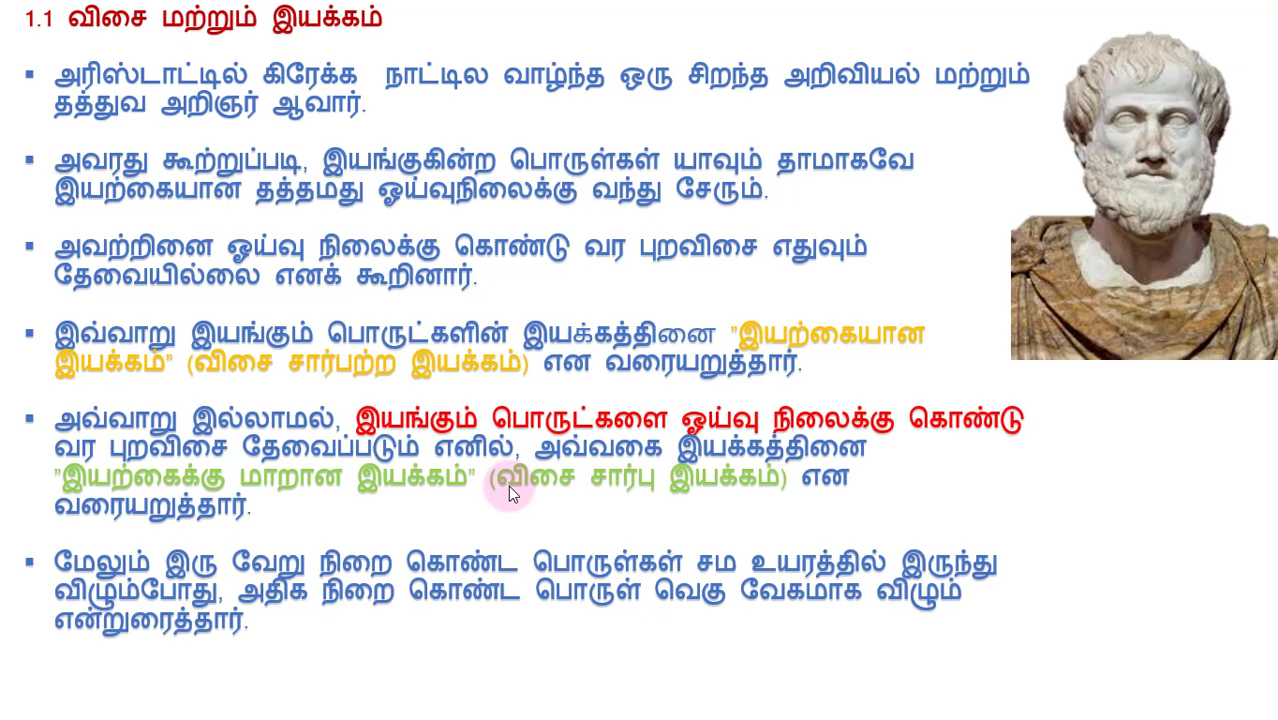 1.1 விசை மற்றும் இயக்கம்
▪ அரிஸ்டாட்டில் கிரேக்க நாட்டில வாழ்ந்த ஒரு சிறந்த அறிவியல் மற்றும்
தத்துவ அறிஞர் ஆவார்.
▪ அவரது கூற்றுப்படி, இயங்குகின்ற பொருள்கள் யாவும் தாமாகவே
இயற்கையான தத்தமது ஓய்வுநிலைக்கு வந்து சேரும்.
▪ அவற்றினை ஓய்வு நிலைக்கு கொண்டு வர புறவிசை எதுவும்
தேவையில்லை எனக் கூறினார்.
▪ இவ்வாறு இயங்கும் பொருட்களின் இயக்கத்தினை "இயற்கையான
இயக்கம்" (விசை சார்பற்ற இயக்கம்) என வரையறுத்தார்.
▪ அவ்வாறு இல்லாமல், இயங்கும் பொருட்களை ஓய்வு நிலைக்கு கொண்டு
வர புறவிசை தேவைப்படும் எனில், அவ்வகை இயக்கத்தினை
"இயற்கைக்கு மாறான இயக்கம்" (விசை சார்பு இயக்கம்) என
வரையறுத்தார்.
▪ மேலும் இரு வேறு நிறை கொண்ட பொருள்கள் சம உயரத்தில் இருந்து
விழும்போது, அதிக நிறை கொண்ட பொருள் வெகு வேகமாக விழும்
என்றுரைத்தார்.